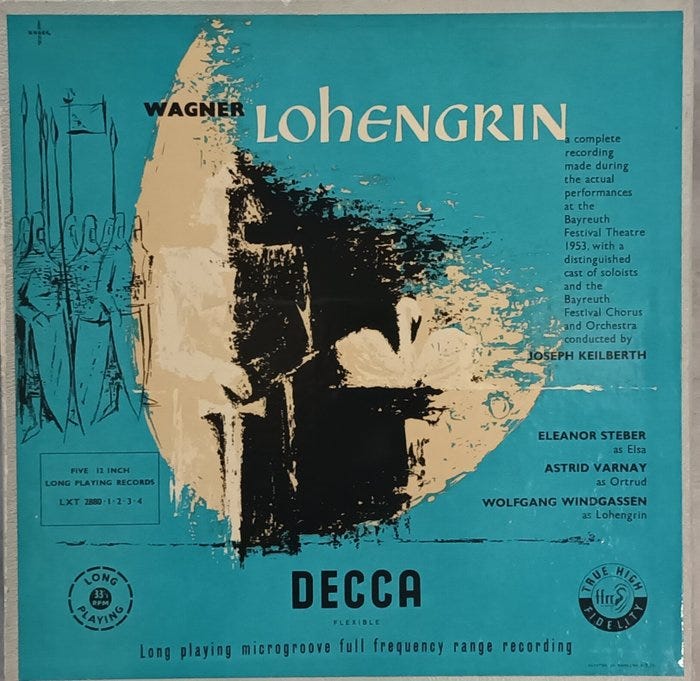 WAGNER LOHENGRIN
a complete
recording
made during
the actual
performances
at the
Bayreuth
Festival Theatre
1953, with a
distinguished
cast of soloists
and the
Bayreuth
Festival Chorus
and Orchestra
conducted by
JOSEPH KEILBERTH
ELEANOR STEBER
as Elsa
ASTRID VARNAY
as Ortrud
WOLFGANG WINDGASSEN
as Lohengrin
FIVE 12 INCH
LONG PLAYING RECORDS
LXT 2880·1·2·3·4
LONG
33⅓
RPM
PLAYING
DECCA
FLEXIBLE
TRUE HIGH
ffrr
FIDELITY
Long playing microgroove full frequency range recording